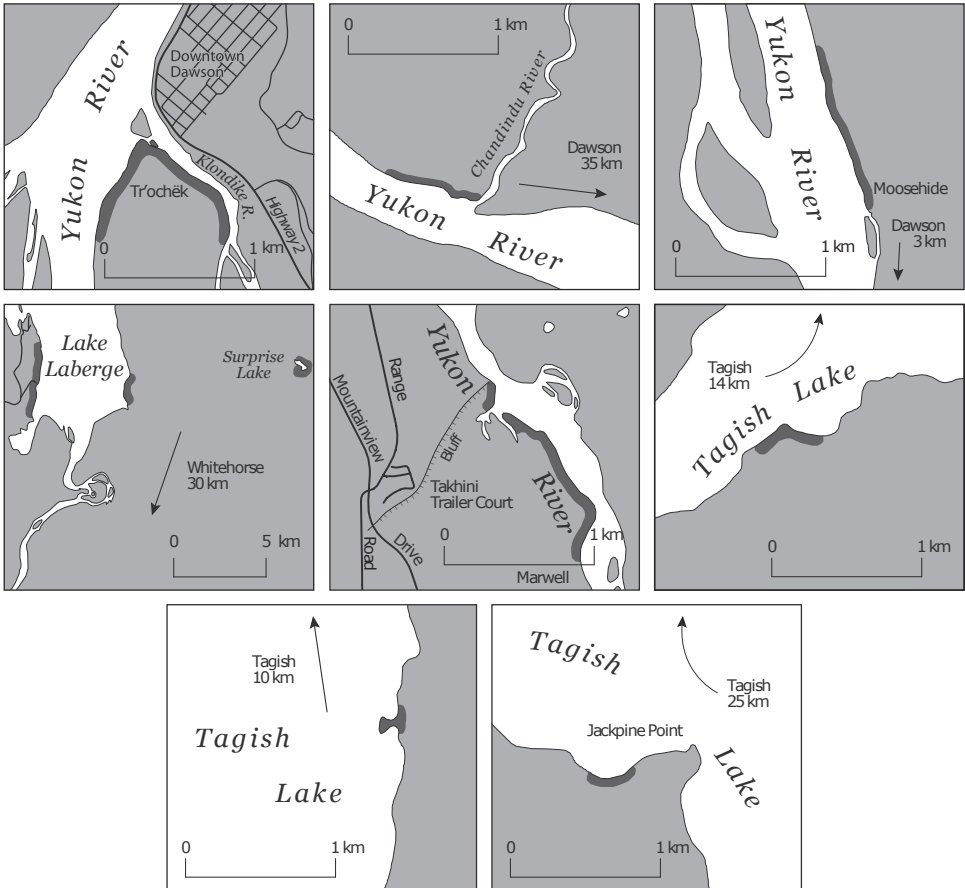 Yukon
River
Downtown
Dawson
Klondike R.
Highway 2
Tr'ochëk
0
1 km
0
1 km
Chandindu River
Dawson
35 km
Yukon
River
Yukon
River
Moosehide
Dawson
3 km
0
1 km
Lake
Laberge
Surprise
Lake
Whitehorse
30 km
0
5 km
Yukon
River
Range
Mountainview
Bluff
Takhini
Trailer Court
0
1 km
Road
Drive
Marwell
Tagish
14 km
Tagish Lake
0
1 km
Tagish
10 km
Tagish
Lake
0
1 km
Tagish
Tagish
25 km
Jackpine Point
Lake
0
1 km